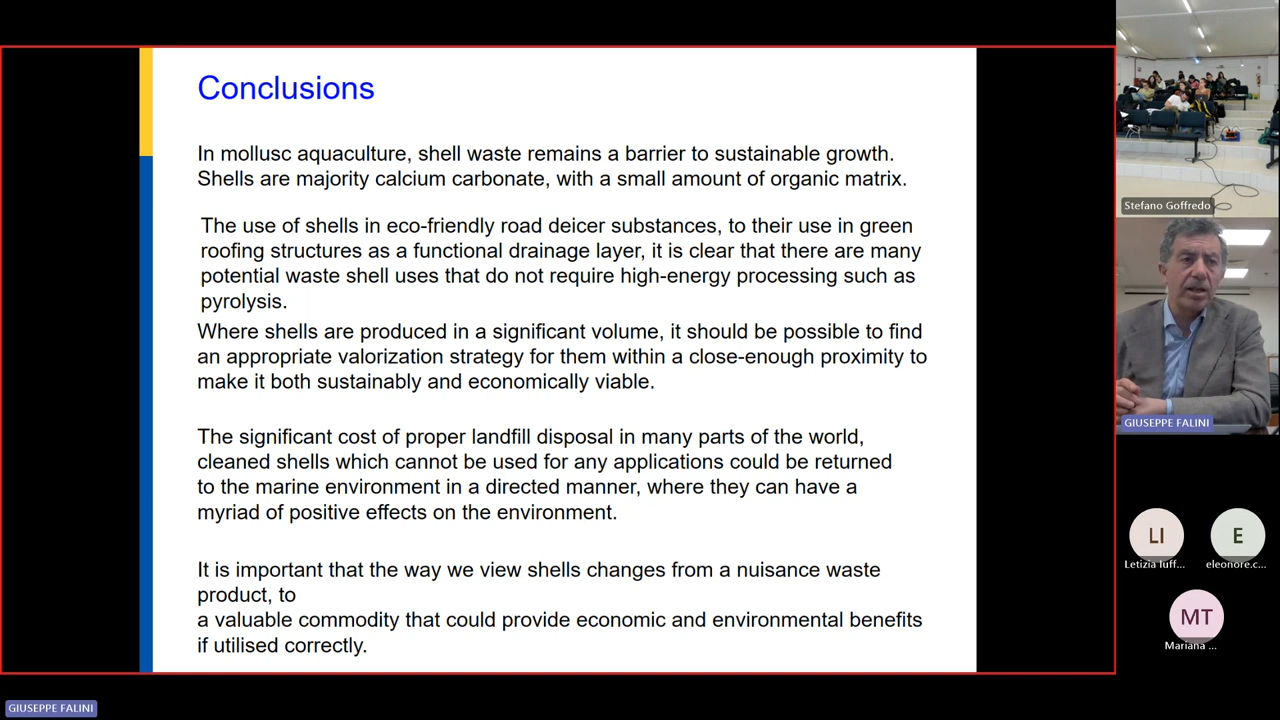 Conclusions
In mollusc aquaculture, shell waste remains a barrier to sustainable growth.
Shells are majority calcium carbonate, with a small amount of organic matrix.
The use of shells in eco-friendly road deicer substances, to their use in green
roofing structures as a functional drainage layer, it is clear that there are many
potential waste shell uses that do not require high-energy processing such as
pyrolysis.
Where shells are produced in a significant volume, it should be possible to find
an appropriate valorization strategy for them within a close-enough proximity to
make it both sustainably and economically viable.
The significant cost of proper landfill disposal in many parts of the world,
cleaned shells which cannot be used for any applications could be returned
to the marine environment in a directed manner, where they can have a
myriad of positive effects on the environment.
It is important that the way we view shells changes from a nuisance waste
product, to
a valuable commodity that could provide economic and environmental benefits
if utilised correctly.
Stefano Goffredo
GIUSEPPE FALINI
LI
E
Letizia Iuff...
eleonore.c...
MT
Mariana ...
GIUSEPPE FALINI